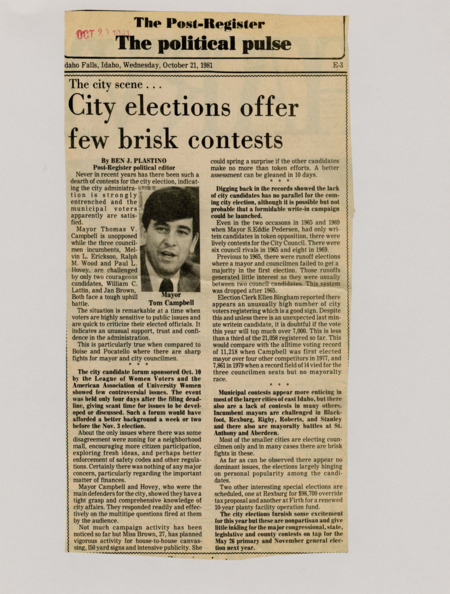 The Post-Register
OCT 21 1981
The political pulse
daho Falls, Idaho, Wednesday, October 21, 1981
E-3
The city scene . . .
City elections offer
few brisk contests
By BEN J. PLASTINO
Post-Register political editor
Never in recent years has there been such a
dearth of contests for the city election, indicat-
ing the city administra-
tion is strongly
entrenched and the
municipal voters
apparently are satis-
fied.
Mayor Thomas V.
Campbell is unopposed
while the three council-
men incumbents, Mel-
vin L. Erickson, Ralph
M. Wood and Paul L.
Hovey, are challenged
by only two courageous
candidates, William C.
Lattin, and Jan Brown.
Both face a tough uphill
battle.
Mayor
Tom Campbell
The situation is remarkable at a time when
voters are highly sensitive to public issues and
are quick to criticize their elected officials. It
indicates an unusual support, trust and confi-
dence in the administration.
This is particularly true when compared to
Boise and Pocatello where there are sharp
fights for mayor and city councilmen.
* * *
The city candidate forum sponsored Oct. 10
by the League of Women Voters and the
American Association of University Women
showed few controversial issues. The event
was held only four days after the filing dead-
line, giving scant time for issues to be devel-
oped or discussed. Such a forum would have
afforded a better background a week or two
before the Nov. 3 election.
About the only issues where there was some
disagreement were zoning for a neighborhood
mall, encouraging more citizen participation,
exploring fresh ideas, and perhaps better
enforcement of safety codes and other regula-
tions. Certainly there was nothing of any major
concern, particularly regarding the important
matter of finances.
Mayor Campbell and Hovey, who were the
main defenders for the city, showed they have a
tight grasp and comprehensive knowledge of
city affairs. They responded readily and effec-
tively on the multitipe questions fired at them
by the audience.
Not much campaign activity has been
noticed so far but Miss Brown, 27, has planned
vigorous activity for house-to-house canvas-
sing, 150 yard signs and intensive publicity. She
could spring a surprise if the other candidates
make no more than token efforts. A better
assessment can be gleaned in 10 days.
* * *
Digging back in the records showed the lack
of city candidates has no parallel for the com-
ing city election, although it is possible but not
probable that a formidable write-in campaign
could be launched.
Even in the two occasions in 1965 and 1969
when Mayor S.Eddie Pedersen, had only wri-
tein candidates in token opposition, there were
lively contests for the City Council. There were
six council rivals in 1965 and eight in 1969.
Previous to 1965, there were runoff elections
where a mayor and councilmen failed to get a
majority in the first election. Those runoffs
generated little interest as they were usually
between two council candidates. This system
was dropped after 1965.
Election Clerk Ellen Bingham reported there
appears an unusually high number of city
voters registering which is a good sign. Despite
this and unless there is an unexpected last min-
ute writein candidate, it is doubtful if the vote
this year will top much over 7,000. This is less
than a third of the 21,058 registered so far. This
would compare with the alltime voting record
of 11,218 when Campbell was first elected
mayor over four other competitors in 1977, and
7,861 in 1979 when a record field of 14 vied for the
three councilmen seats but no mayoralty
race.
* * *
Municipal contests appear more enticing in
most of the larger cities of east Idaho, but there
also are a lack of contests in many others.
Incumbent mayors are challenged in Black-
foot, Rexburg, Rigby, Roberts, and Stanley
and there also are mayoralty battles at St.
Anthony and Aberdeen.
Most of the smaller cities are electing coun-
cilmen only and in many cases there are brisk
fights in these.
As far as can be observed there appear no
dominant issues, the elections largely hinging
on personal popularity among the candi-
dates.
Two other interesting special elections are
scheduled, one at Rexburg for $98,700 override
tax proposal and another at Firth for a renewed
10-year planty facility operation fund.
The city elections furnish some excitement
for this year but these are nonpartisan and give
little inkling for the major congressional, state,
legislative and county contests on tap for the
May 26 primary and November general elec-
tion next year.